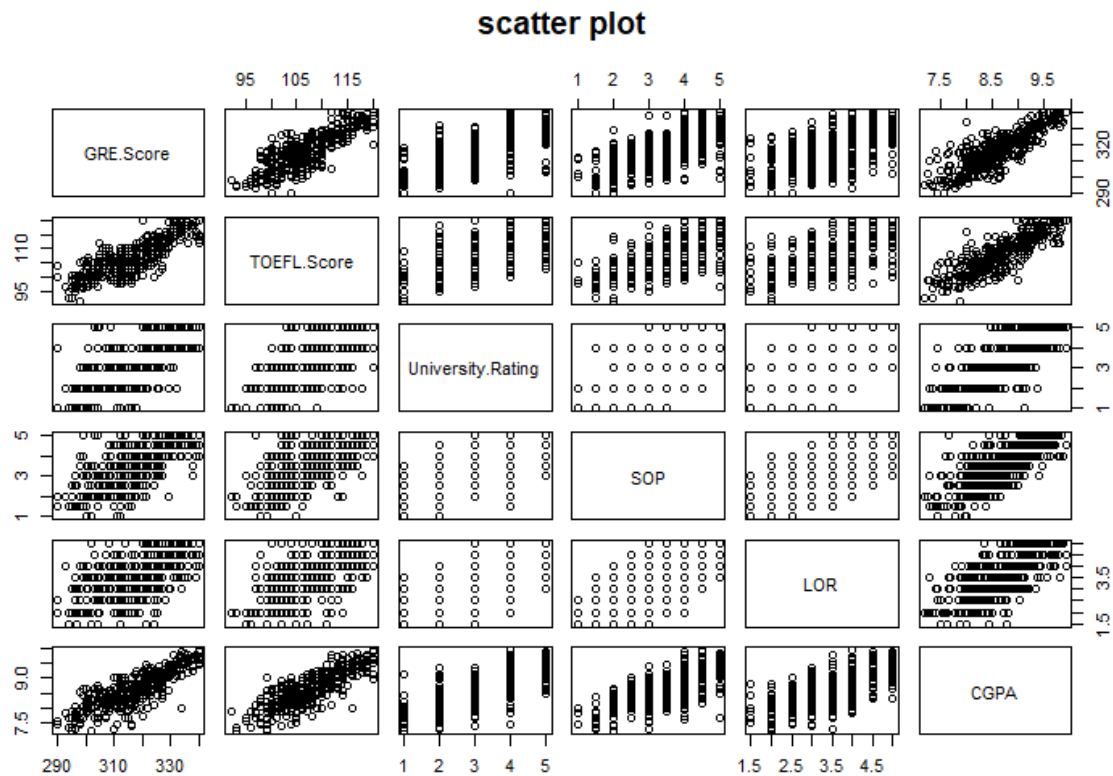 scatter plot
95 105 115
1 2 3 4 5
7.5 8.5 9.5
GRE.Score
290 320
95 110
TOEFL.Score
University.Rating
1 3 5
1 3 5
SOP
LOR
1.5 3.5
7.5 9.0
CGPA
290 310 330
1 2 3 4 5
1.5 2.5 3.5 4.5